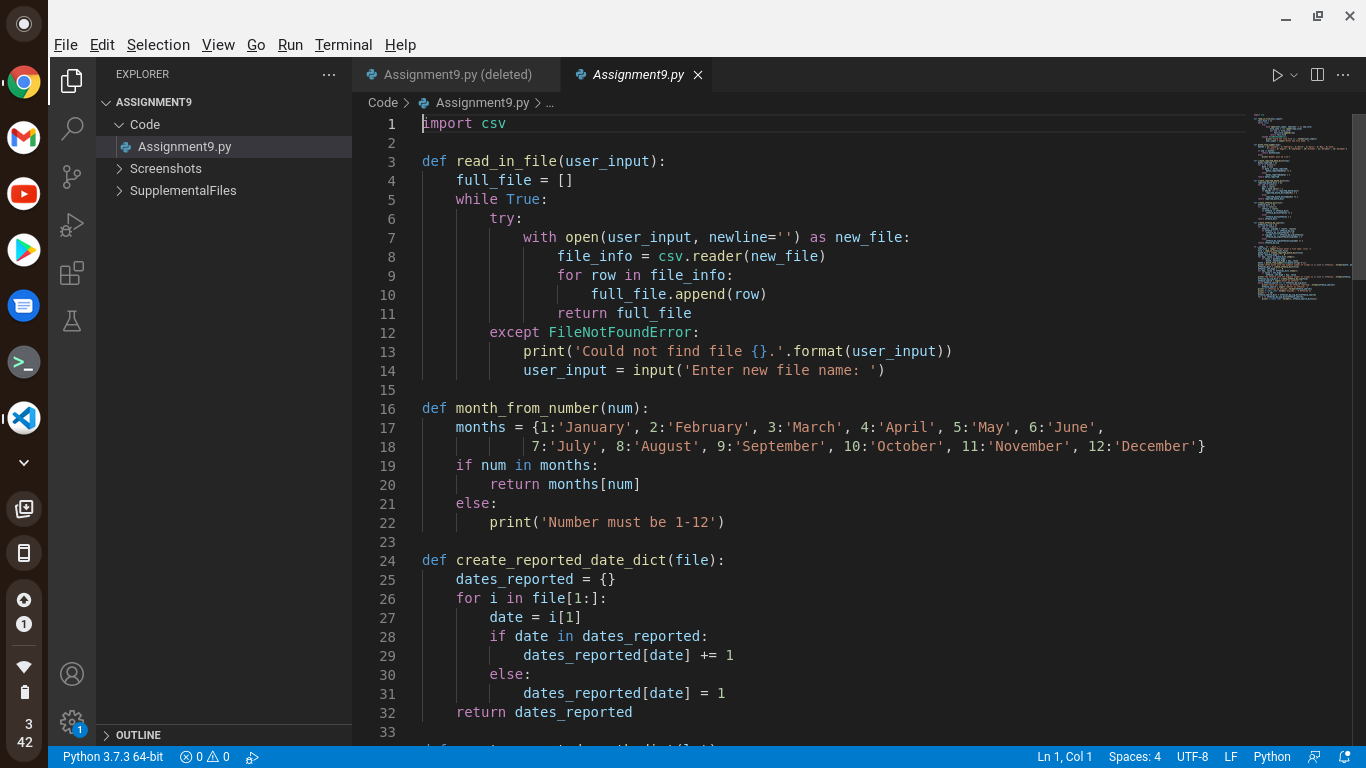 File Edit Selection View Go Run Terminal Help
EXPLORER
ASSIGNMENT9
Code
Assignment9.py
Screenshots
SupplementalFiles
OUTLINE
Assignment9.py (deleted)
Assignment9.py
Code > Assignment9.py > ...
1 import csv
2
3 def read_in_file(user_input):
4 full_file = []
5 while True:
6 try:
7 with open(user_input, newline='') as new_file:
8 file_info = csv.reader(new_file)
9 for row in file_info:
10 full_file.append(row)
11 return full_file
12 except FileNotFoundError:
13 print('Could not find file {}.'.format(user_input))
14 user_input = input('Enter new file name: ')
15
16 def month_from_number(num):
17 months = {1:'January', 2:'February', 3:'March', 4:'April', 5:'May', 6:'June',
18 7:'July', 8:'August', 9:'September', 10:'October', 11:'November', 12:'December'}
19 if num in months:
20 return months[num]
21 else:
22 print('Number must be 1-12')
23
24 def create_reported_date_dict(file):
25 dates_reported = {}
26 for i in file[1:]:
27 date = i[1]
28 if date in dates_reported:
29 dates_reported[date] += 1
30 else:
31 dates_reported[date] = 1
32 return dates_reported
33
1
3
42
1
Python 3.7.3 64-bit 0 0 Ln 1, Col 1 Spaces: 4 UTF-8 LF Python